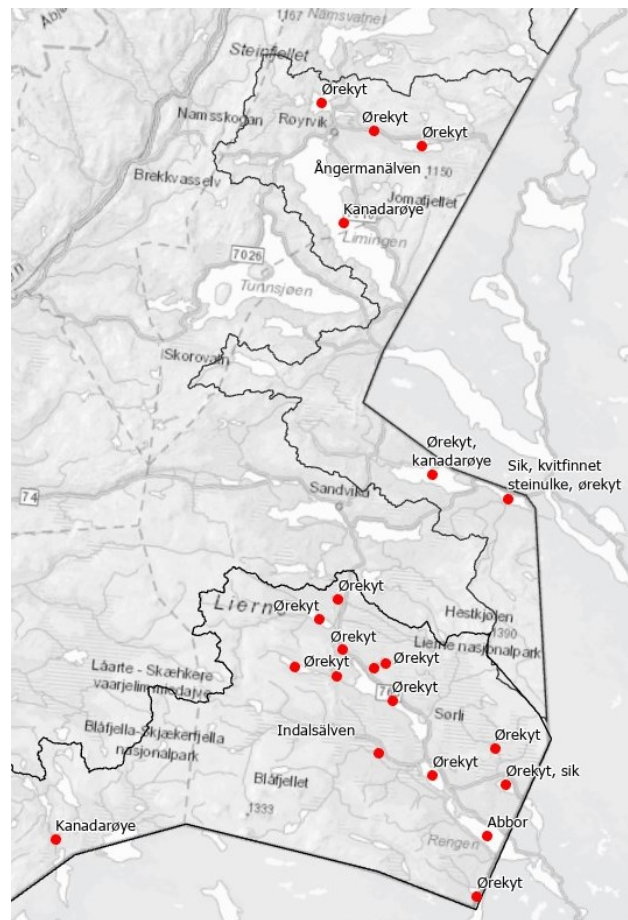 1167
Namsvatnet
Steinfjellet
Ørekyt
Namsskogan
Røyrvik
Ørekyt
Ørekyt
Ångermanälven
1150
Brekkvasselv
Jomafjellet
Kanadarøye
Limingen
7026
Tunnsjøen
Skorovatn
Ørekyt,
kanadarøye
Sik, kvitfinnet
steinulke, ørekyt
74
Sandvika
Ørekyt
Lierne
Ørekyt
Hestkjølen
1390
Ørekyt
Lierne nasjonalpark
Ørekyt
Ørekyt
Låarte - Skæhkere
vaarjelimmiedajve
Ørekyt
Sørli
Blåfjella-Skjækerfjella
nasjonalpark
Indalsälven
Ørekyt
Blåfjellet
Ørekyt
Ørekyt, sik
1333
Kanadarøye
Abbor
Rengen
Ørekyt